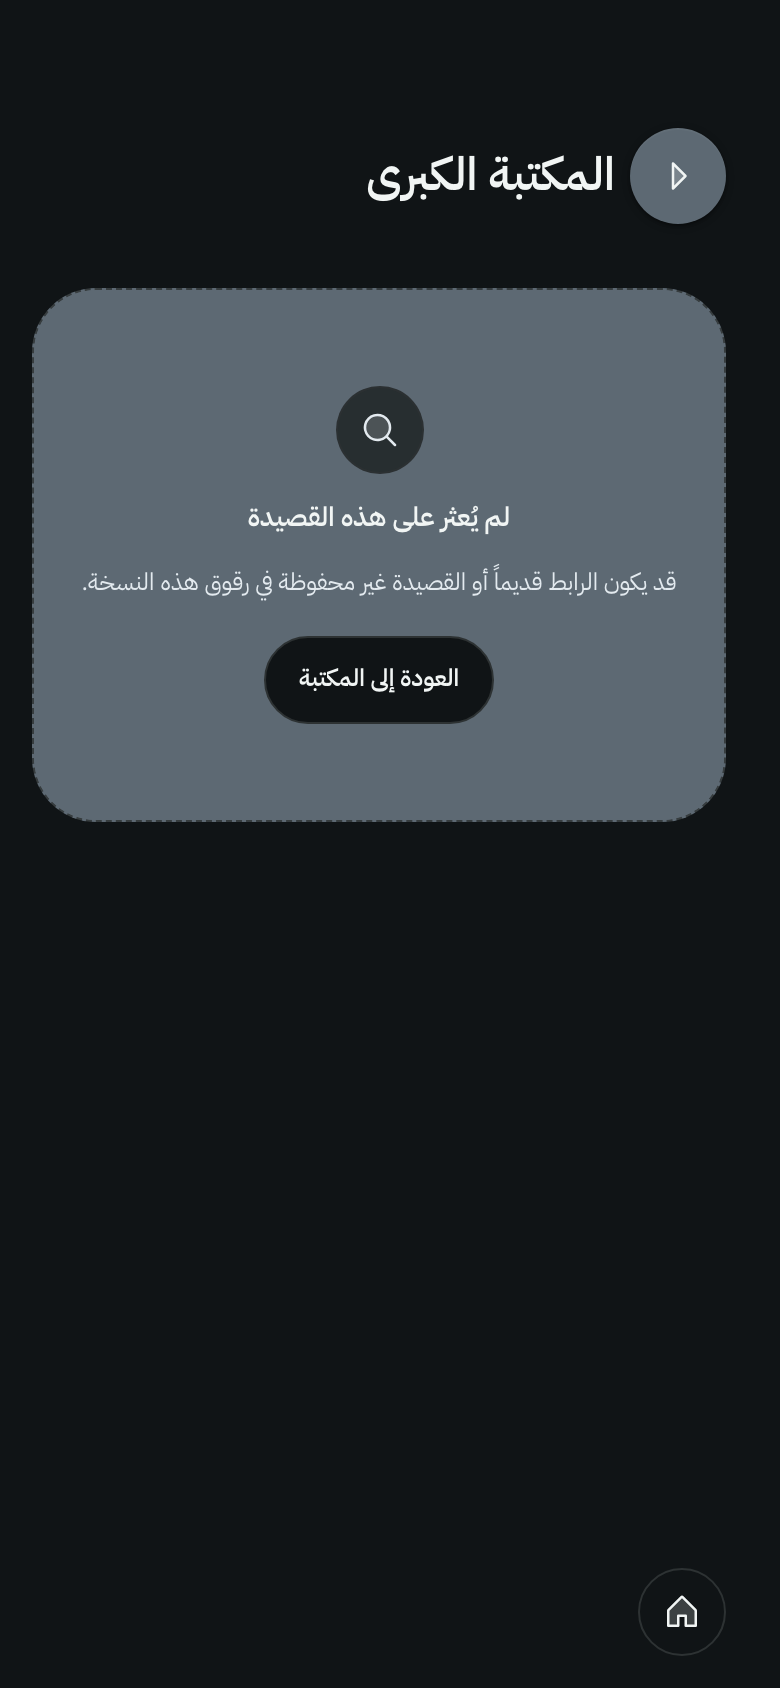 المكتبة الكبرى
لم يُعثر على هذه القصيدة
قد يكون الرابط قديماً أو القصيدة غير محفوظة في رقوق هذه النسخة.
العودة إلى المكتبة